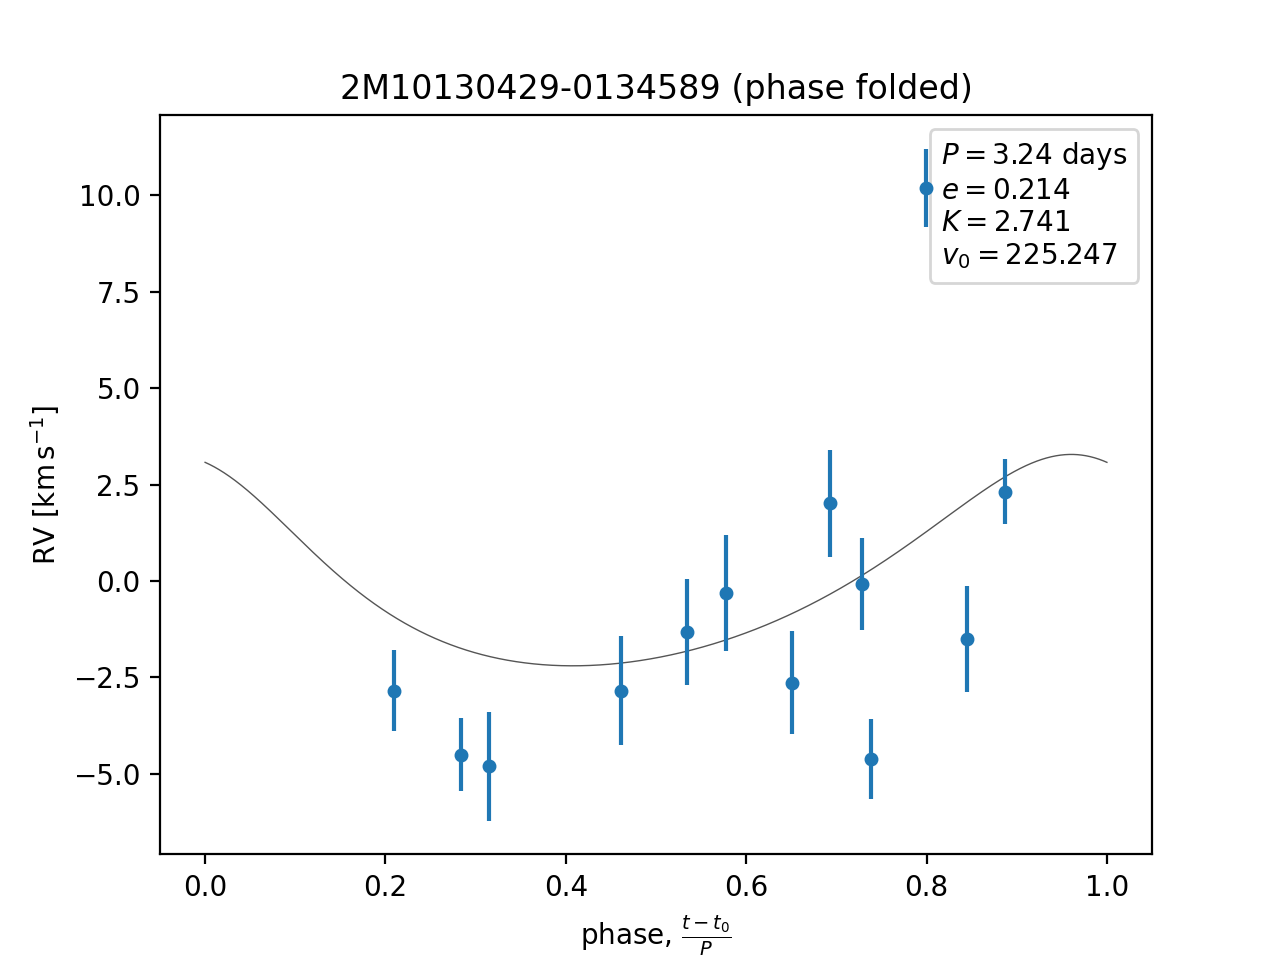 2M10130429-0134589 (phase folded)
P = 3.24 days
e = 0.214
K = 2.741
v₀ = 225.247
RV [km s⁻¹]
10.0
7.5
5.0
2.5
0.0
−2.5
−5.0
0.0 0.2 0.4 0.6 0.8 1.0
phase, (t − t₀)/P